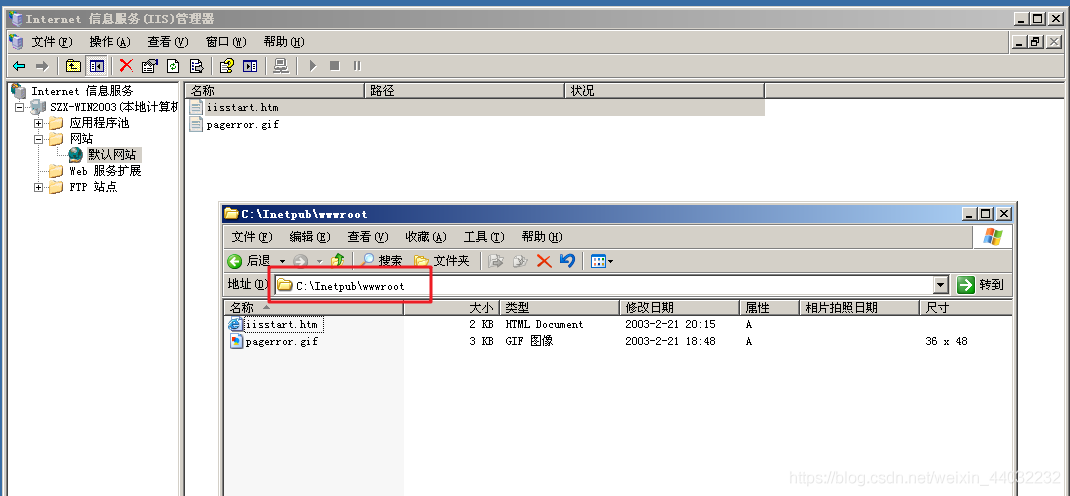 Internet 信息服务(IIS)管理器
文件(F) 操作(A) 查看(V) 窗口(W) 帮助(H)
Internet 信息服务
SZX-WIN2003(本地计算机
应用程序池
网站
默认网站
Web 服务扩展
FTP 站点
名称 路径 状况
iisstart.htm
pagerror.gif
C:\Inetpub\wwwroot
文件(F) 编辑(E) 查看(V) 收藏(A) 工具(T) 帮助(H)
后退 搜索 文件夹
地址(D) C:\Inetpub\wwwroot 转到
名称 大小 类型 修改日期 属性 相片拍照日期 尺寸
iisstart.htm 2 KB HTML Document 2003-2-21 20:15 A
pagerror.gif 3 KB GIF 图像 2003-2-21 18:48 A 36 x 48
https://blog.csdn.net/weixin_44032232